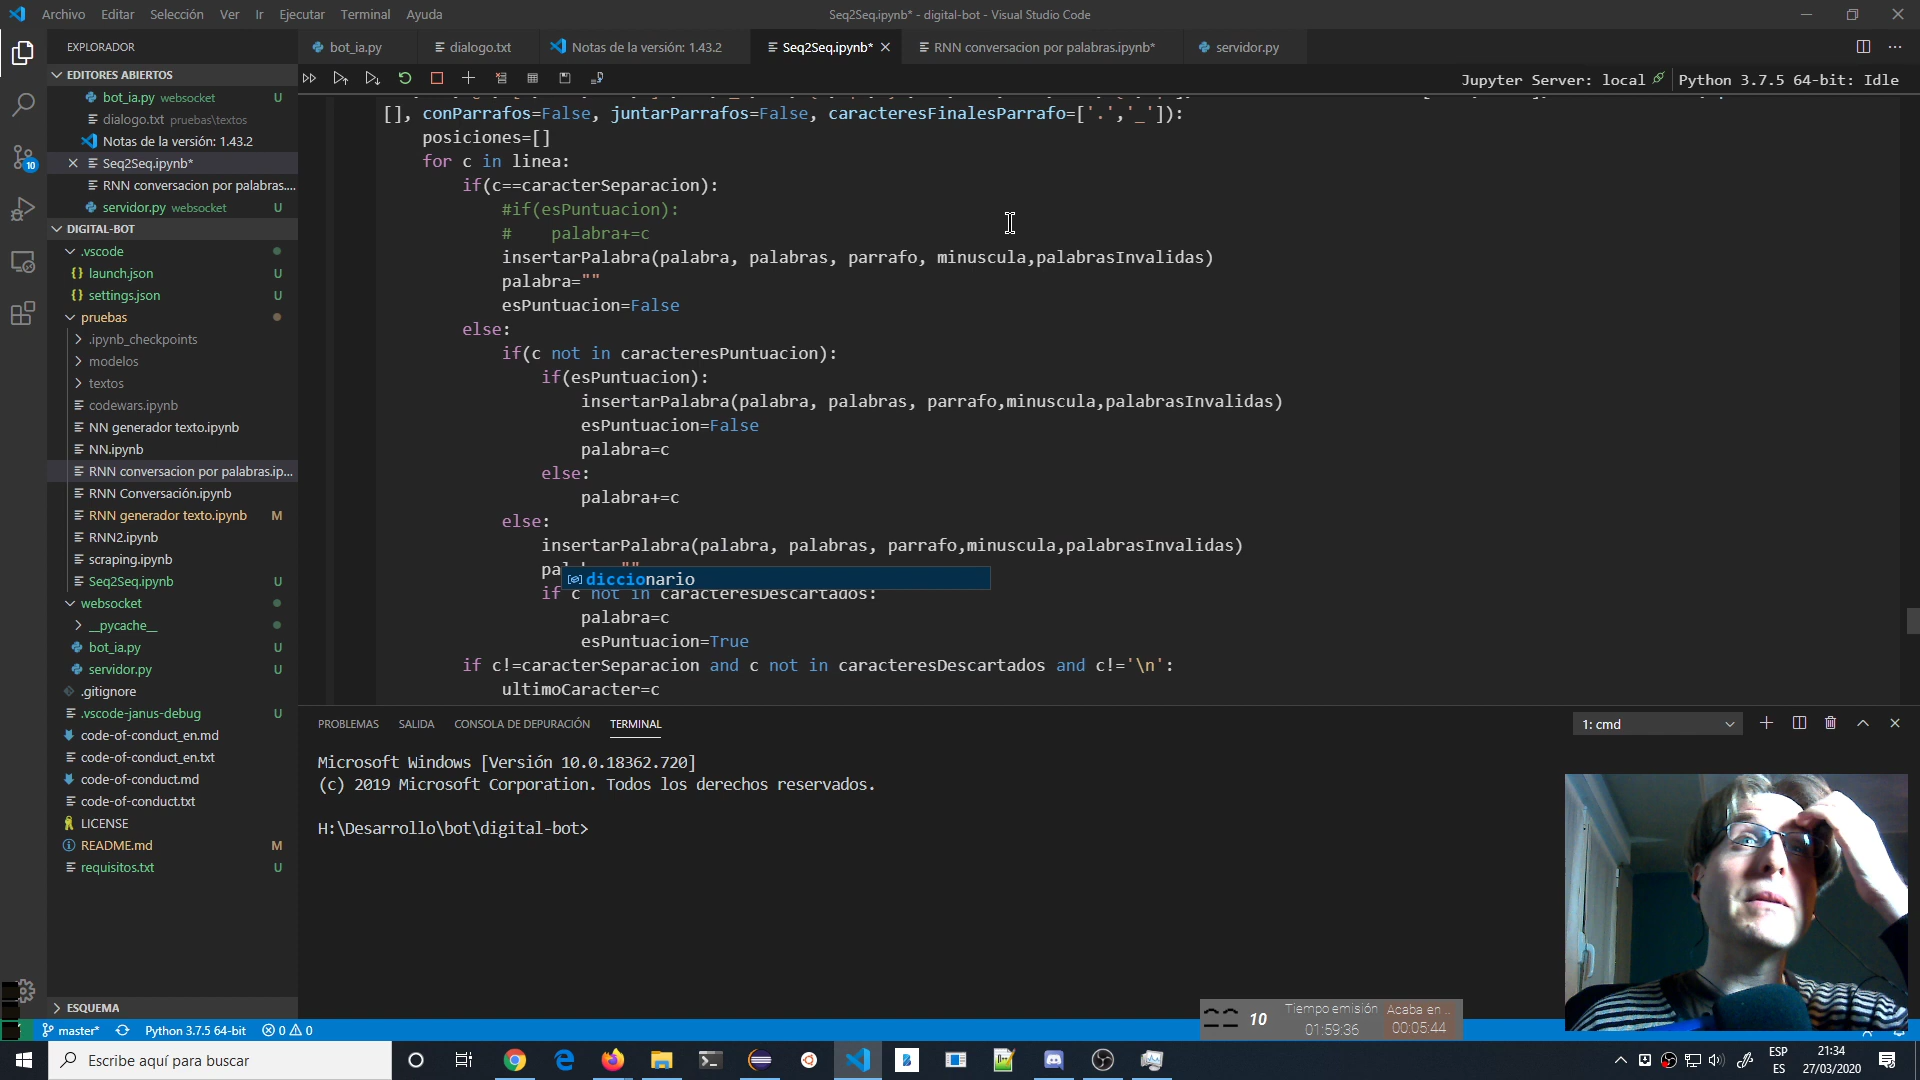 Archivo Editar Selección Ver Ir Ejecutar Terminal Ayuda
Seq2Seq.ipynb* - digital-bot - Visual Studio Code
EXPLORADOR
bot_ia.py
dialogo.txt
Notas de la versión: 1.43.2
Seq2Seq.ipynb*
RNN conversacion por palabras.ipynb*
servidor.py
EDITORES ABIERTOS
bot_ia.py websocket U
dialogo.txt pruebas\textos
Notas de la versión: 1.43.2
Seq2Seq.ipynb*
RNN conversacion por palabras....
servidor.py websocket U
DIGITAL-BOT
.vscode
launch.json U
settings.json U
pruebas
.ipynb_checkpoints
modelos
textos
codewars.ipynb
NN generador texto.ipynb
NN.ipynb
RNN conversacion por palabras.ip...
RNN Conversación.ipynb
RNN generador texto.ipynb M
RNN2.ipynb
scraping.ipynb
Seq2Seq.ipynb U
websocket
__pycache__
bot_ia.py U
servidor.py U
.gitignore
.vscode-janus-debug U
code-of-conduct_en.md
code-of-conduct_en.txt
code-of-conduct.md
code-of-conduct.txt
LICENSE
README.md M
requisitos.txt U
ESQUEMA
10
Jupyter Server: local
Python 3.7.5 64-bit: Idle
[], conParrafos=False, juntarParrafos=False, caracteresFinalesParrafo=['.','_']):
posiciones=[]
for c in linea:
if(c==caracterSeparacion):
#if(esPuntuacion):
# palabra+=c
insertarPalabra(palabra, palabras, parrafo, minuscula,palabrasInvalidas)
palabra=""
esPuntuacion=False
else:
if(c not in caracteresPuntuacion):
if(esPuntuacion):
insertarPalabra(palabra, palabras, parrafo,minuscula,palabrasInvalidas)
esPuntuacion=False
palabra=c
else:
palabra+=c
else:
insertarPalabra(palabra, palabras, parrafo,minuscula,palabrasInvalidas)
diccionario
if c not in caracteresDescartados:
palabra=c
esPuntuacion=True
if c!=caracterSeparacion and c not in caracteresDescartados and c!='\n':
ultimoCaracter=c
PROBLEMAS SALIDA CONSOLA DE DEPURACIÓN TERMINAL
1: cmd
Microsoft Windows [Versión 10.0.18362.720]
(c) 2019 Microsoft Corporation. Todos los derechos reservados.
H:\Desarrollo\bot\digital-bot>
10
Tiempo emisión
01:59:36
Acaba en ..
00:05:44
master* Python 3.7.5 64-bit 0 0
Escribe aquí para buscar
ESP
ES
21:34
27/03/2020